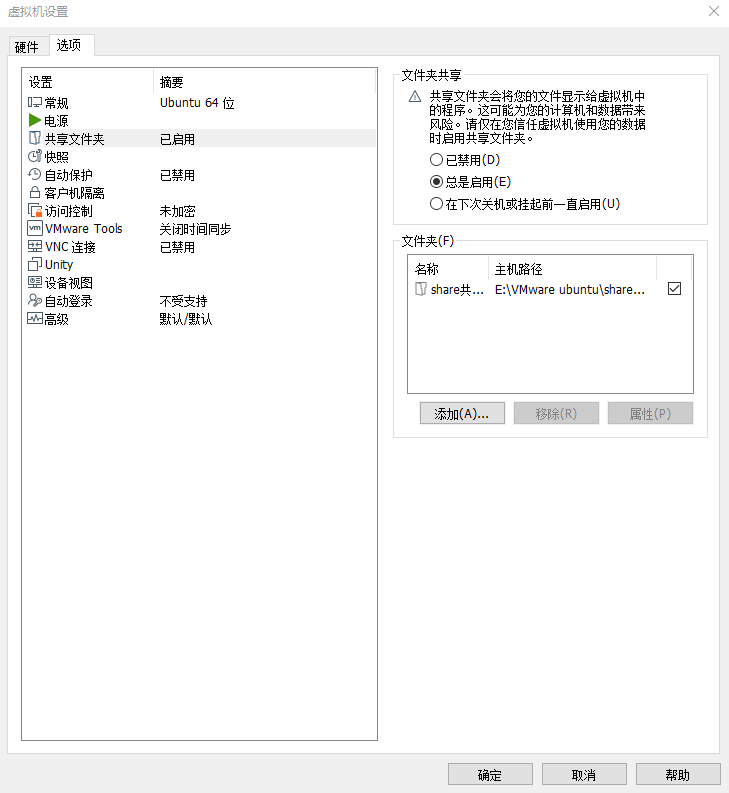 虚拟机设置
硬件
选项
设置 摘要
常规 Ubuntu 64 位
电源
共享文件夹 已启用
快照
自动保护 已禁用
客户机隔离
访问控制 未加密
VMware Tools 关闭时间同步
VNC 连接 已禁用
Unity
设备视图
自动登录 不受支持
高级 默认/默认
文件夹共享
共享文件夹会将您的文件显示给虚拟机中
的程序。这可能为您的计算机和数据带来
风险。请仅在您信任虚拟机使用您的数据
时启用共享文件夹。
已禁用(D)
总是启用(E)
在下次关机或挂起前一直启用(U)
文件夹(F)
名称 主机路径
share共... E:\VMware ubuntu\share...
添加(A)... 移除(R) 属性(P)
确定 取消 帮助